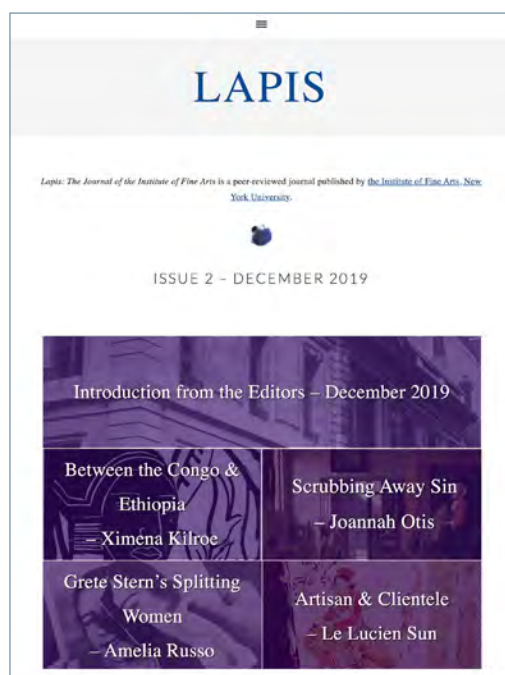 LAPIS
Lapis: The Journal of the Institute of Fine Arts is a peer-reviewed journal published by the Institute of Fine Arts, New
York University.
ISSUE 2 – DECEMBER 2019
Introduction from the Editors – December 2019
Between the Congo &
Ethiopia
– Ximena Kilroe
Scrubbing Away Sin
– Joannah Otis
Grete Stern's Splitting
Women
– Amelia Russo
Artisan & Clientele
– Le Lucien Sun